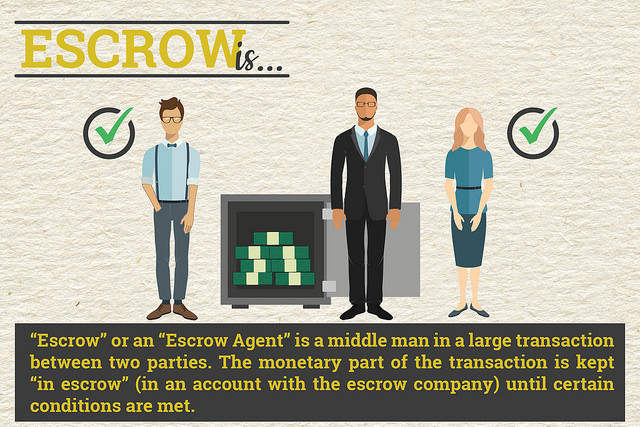 ESCROW is...
“Escrow” or an “Escrow Agent” is a middle man in a large transaction
between two parties. The monetary part of the transaction is kept
“in escrow” (in an account with the escrow company) until certain
conditions are met.